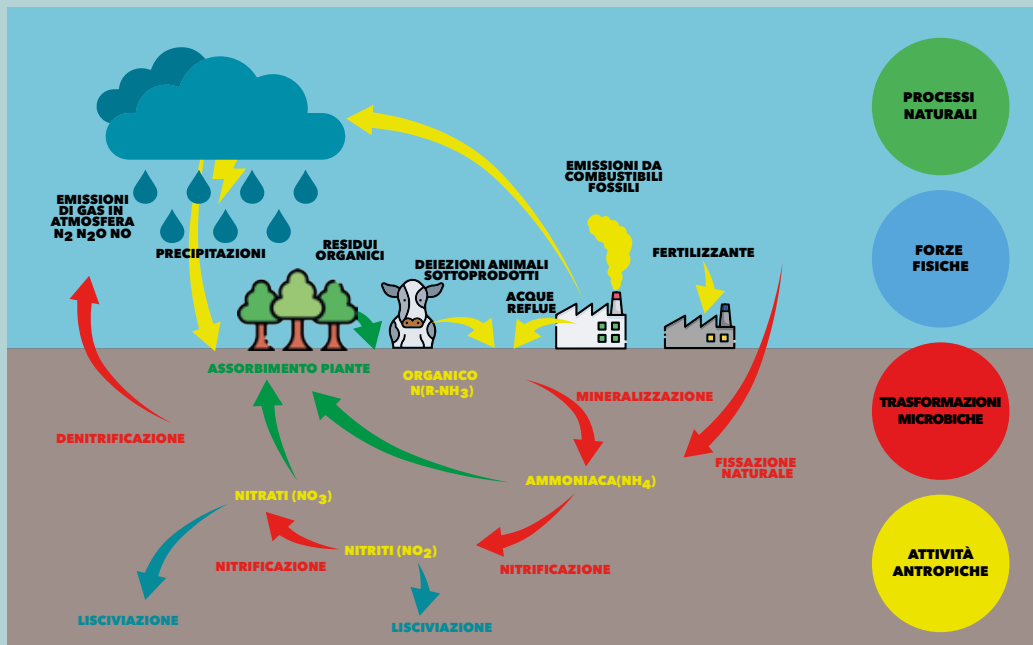 PROCESSI
NATURALI
EMISSIONI DA
COMBUSTIBILI
FOSSILI
EMISSIONI
DI GAS IN
ATMOSFERA
N₂ N₂O NO
PRECIPITAZIONI
RESIDUI
ORGANICI
DEIEZIONI ANIMALI
SOTTOPRODOTTI
ACQUE
REFLUE
FERTILIZZANTE
FORZE
FISICHE
ASSORBIMENTO PIANTE
ORGANICO
N(R-NH₃)
MINERALIZZAZIONE
TRASFORMAZIONI
MICROBICHE
DENITRIFICAZIONE
FISSAZIONE
NATURALE
AMMONIACA(NH₄)
NITRATI (NO₃)
NITRITI (NO₂)
NITRIFICAZIONE
NITRIFICAZIONE
ATTIVITÀ
ANTROPICHE
LISCIVIAZIONE
LISCIVIAZIONE